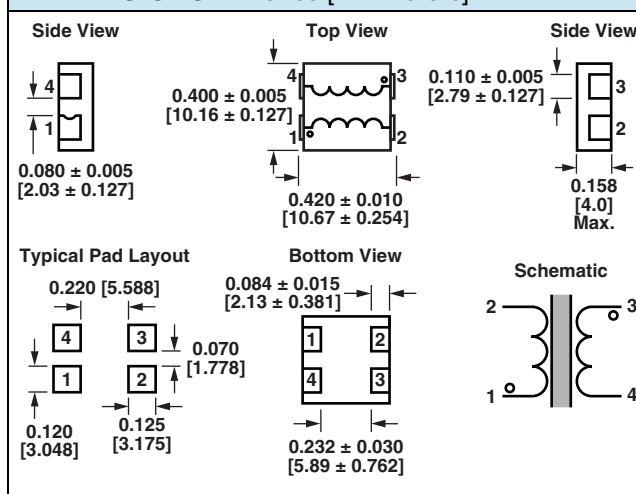 Side View
4
1
0.080 ± 0.005
[2.03 ± 0.127]
Top View
4
3
0.400 ± 0.005
[10.16 ± 0.127]
1
2
0.420 ± 0.010
[10.67 ± 0.254]
Side View
0.110 ± 0.005
[2.79 ± 0.127]
3
2
0.158
[4.0]
Max.
Typical Pad Layout
0.220 [5.588]
4
3
0.070
[1.778]
1
2
0.120
[3.048]
0.125
[3.175]
Bottom View
0.084 ± 0.015
[2.13 ± 0.381]
1
2
4
3
0.232 ± 0.030
[5.89 ± 0.762]
Schematic
2
3
1
4